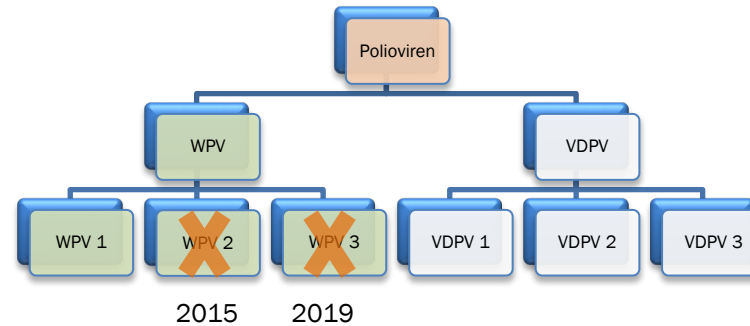 Polioviren
WPV
VDPV
WPV 1
WPV 2
WPV 3
VDPV 1
VDPV 2
VDPV 3
2015
2019